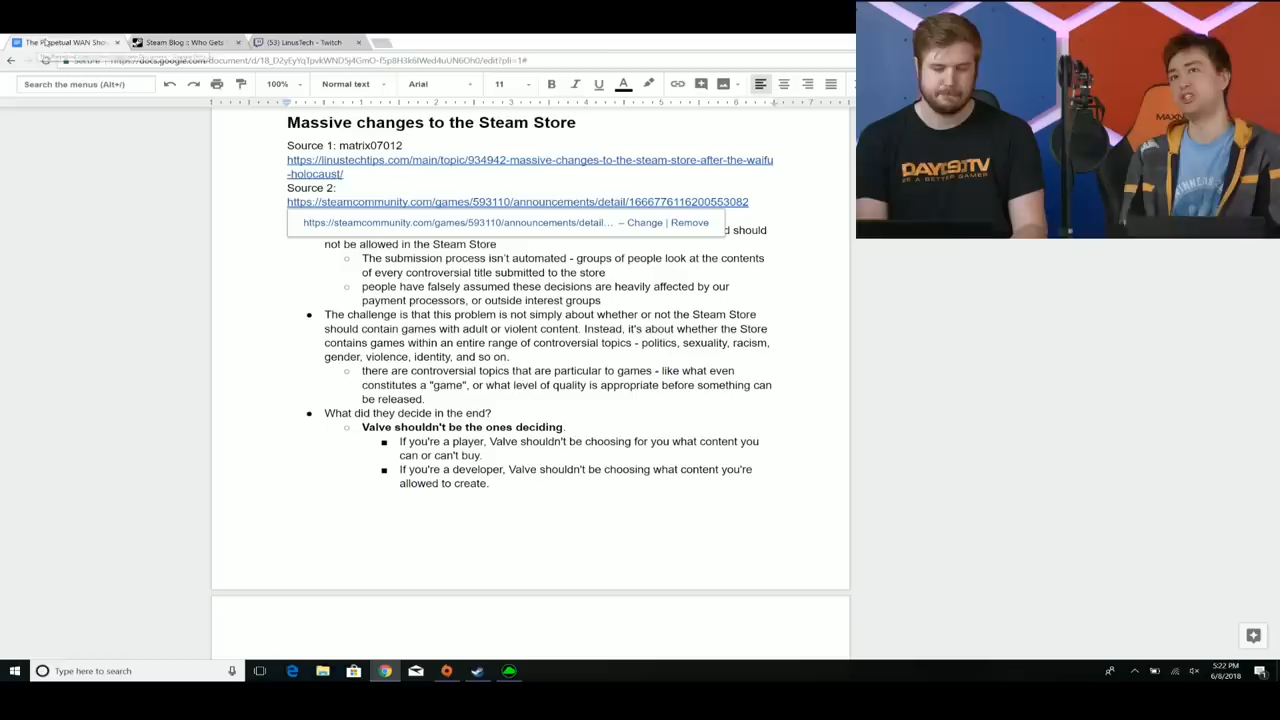 The Perpetual WAN Sho
Steam Blog :: Who Gets
(53) LinusTech - Twitch
Search the menus (Alt+/)
100%
Normal text
Arial
11
B I U A
Massive changes to the Steam Store
Source 1: matrix07012
https://linustechtips.com/main/topic/934942-massive-changes-to-the-steam-store-after-the-waifu
-holocaust/
Source 2:
https://steamcommunity.com/games/593110/announcements/detail/1666776116200553082
https://steamcommunity.com/games/593110/announcements/detail... – Change | Remove
d should
not be allowed in the Steam Store
The submission process isn't automated - groups of people look at the contents
of every controversial title submitted to the store
people have falsely assumed these decisions are heavily affected by our
payment processors, or outside interest groups
The challenge is that this problem is not simply about whether or not the Steam Store
should contain games with adult or violent content. Instead, it's about whether the Store
contains games within an entire range of controversial topics - politics, sexuality, racism,
gender, violence, identity, and so on.
there are controversial topics that are particular to games - like what even
constitutes a "game", or what level of quality is appropriate before something can
be released.
What did they decide in the end?
Valve shouldn't be the ones deciding.
If you're a player, Valve shouldn't be choosing for you what content you
can or can't buy.
If you're a developer, Valve shouldn't be choosing what content you're
allowed to create.
DAY9.TV
BE A BETTER GAMER
MAXN
Type here to search
5:22 PM
6/8/2018